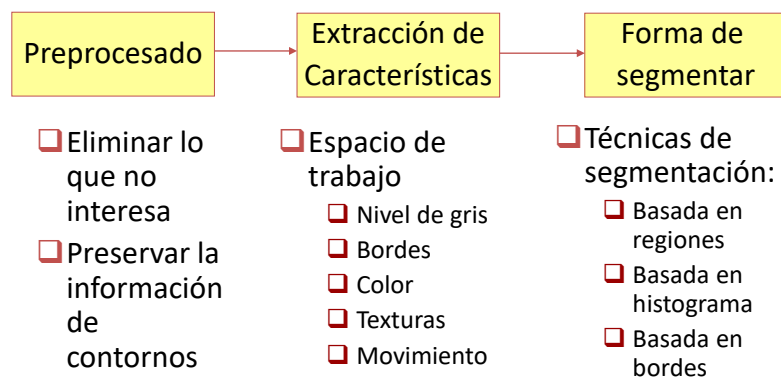 Preprocesado
Extracción de
Características
Forma de
segmentar
Eliminar lo
que no
interesa
Preservar la
información
de
contornos
Espacio de
trabajo
Nivel de gris
Bordes
Color
Texturas
Movimiento
Técnicas de
segmentación:
Basada en
regiones
Basada en
histograma
Basada en
bordes